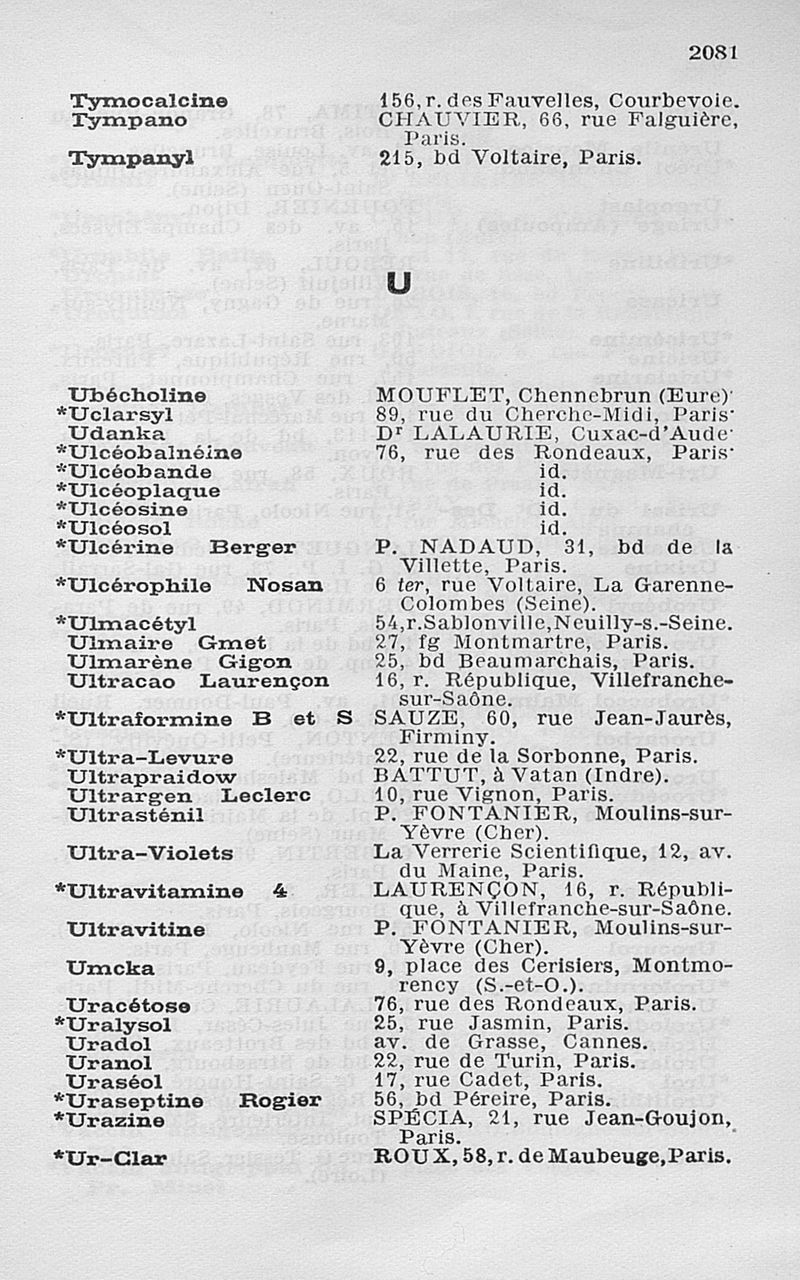 2081
Tymocalcine 156, r. des Fauvelles, Courbevoie.
Tympano CHAUVIER, 66, rue Falguière,
Paris.
Tympanyl 215, bd Voltaire, Paris.
U
Ubécholine MOUFLET, Chennebrun (Eure)
*Uclarsyl 89, rue du Cherche-Midi, Paris.
Udanka Dr LALAURIE, Cuxac-d'Aude.
*Ulcéobalnéine 76, rue des Rondeaux, Paris.
*Ulcéobande id.
*Ulcéoplaque id.
*Ulcéosine id.
*Ulcéosol id.
*Ulcérine Berger P. NADAUD, 31, bd de la
Villette, Paris.
*Ulcérophile Nosan 6 ter, rue Voltaire, La Garenne-
Colombes (Seine).
*Ulmacétyl 54,r.Sablonville,Neuilly-s.-Seine.
Ulmaire Gmet 27, fg Montmartre, Paris.
Ulmarène Gigon 25, bd Beaumarchais, Paris.
Ultracao Laurençon 16, r. République, Villefranche-
sur-Saône.
*Ultraformine B et S SAUZE, 60, rue Jean-Jaurès,
Firminy.
*Ultra-Levure 22, rue de la Sorbonne, Paris.
Ultrapraidow BATTUT, à Vatan (Indre).
Ultrargen Leclerc 10, rue Vignon, Paris.
Ultrasténil P. FONTANIER, Moulins-sur-
Yèvre (Cher).
Ultra-Violets La Verrerie Scientifique, 12, av.
du Maine, Paris.
*Ultravitamine 4 LAURENÇON, 16, r. Républi-
que, à Villefranche-sur-Saône.
Ultravitine P. FONTANIER, Moulins-sur-
Yèvre (Cher).
Umcka 9, place des Cerisiers, Montmo-
rency (S.-et-O.).
Uracétose 76, rue des Rondeaux, Paris.
*Uralysol 25, rue Jasmin, Paris.
Uradol av. de Grasse, Cannes.
Uranol 22, rue de Turin, Paris.
Uraséol 17, rue Cadet, Paris.
*Uraseptine Rogier 56, bd Péreire, Paris.
*Urazine SPÉCIA, 21, rue Jean-Goujon,
Paris.
*Ur-Clar ROUX, 58, r. de Maubeuge, Paris.